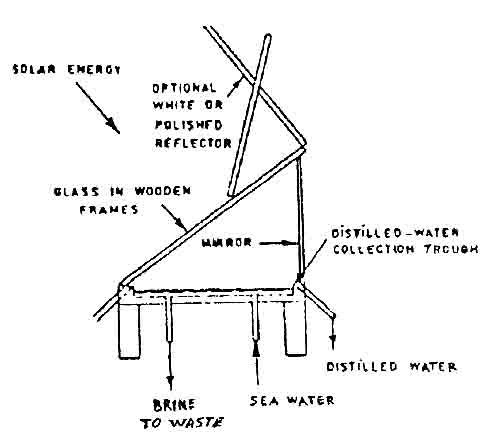 SOLAR ENERGY
OPTIONAL
WHITE OR
POLISHED
REFLECTOR
GLASS IN WOODEN
FRAMES
MIRROR
DISTILLED-WATER
COLLECTION TROUGH
DISTILLED WATER
BRINE
TO WASTE
SEA WATER